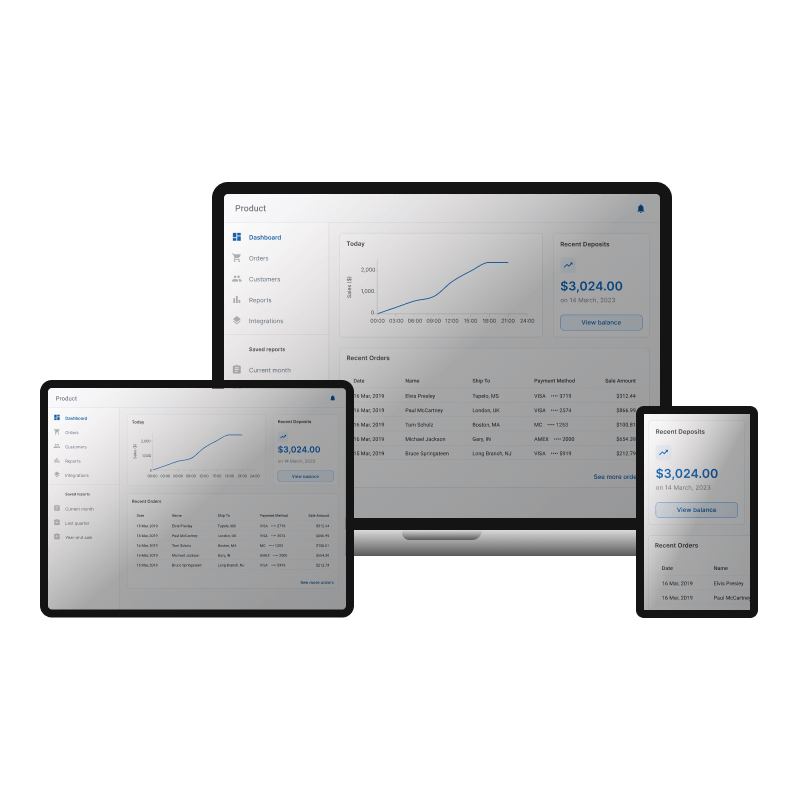 Product
Dashboard
Orders
Customers
Reports
Integrations
Saved reports
Current month
Today
Sales ($)
2,000
1,000
0
00:00 03:00 06:00 09:00 12:00 15:00 18:00 21:00 24:00
Recent Deposits
$3,024.00
on 14 March, 2023
View balance
Recent Orders
Date Name Ship To Payment Method Sale Amount
16 Mar, 2019 Elvis Presley Tupelo, MS VISA •••• 3719 $312.44
16 Mar, 2019 Paul McCartney London, UK VISA •••• 2574 $866.99
16 Mar, 2019 Tom Scholz Boston, MA MC •••• 1253 $100.81
16 Mar, 2019 Michael Jackson Gary, IN AMEX •••• 2000 $654.39
15 Mar, 2019 Bruce Springsteen Long Branch, NJ VISA •••• 5919 $212.79
See more orde
Product
Dashboard
Orders
Customers
Reports
Integrations
Saved reports
Current month
Last quarter
Year-end sale
Today
Sales ($)
2,000
1,000
0
00:00 03:00 06:00 09:00 12:00 15:00 18:00 21:00 24:00
Recent Deposits
$3,024.00
on 14 March, 2023
View balance
Recent Orders
Date Name Ship To Payment Method Sale Amount
16 Mar, 2019 Elvis Presley Tupelo, MS VISA •••• 3719 $312.44
16 Mar, 2019 Paul McCartney London, UK VISA •••• 2574 $866.99
16 Mar, 2019 Tom Scholz Boston, MA MC •••• 1253 $100.81
16 Mar, 2019 Michael Jackson Gary, IN AMEX •••• 2000 $654.39
15 Mar, 2019 Bruce Springsteen Long Branch, NJ VISA •••• 5919 $212.79
See more orders
Recent Deposits
$3,024.00
on 14 March, 2023
View balance
Recent Orders
Date Name
16 Mar, 2019 Elvis Presley
16 Mar, 2019 Paul McCartney